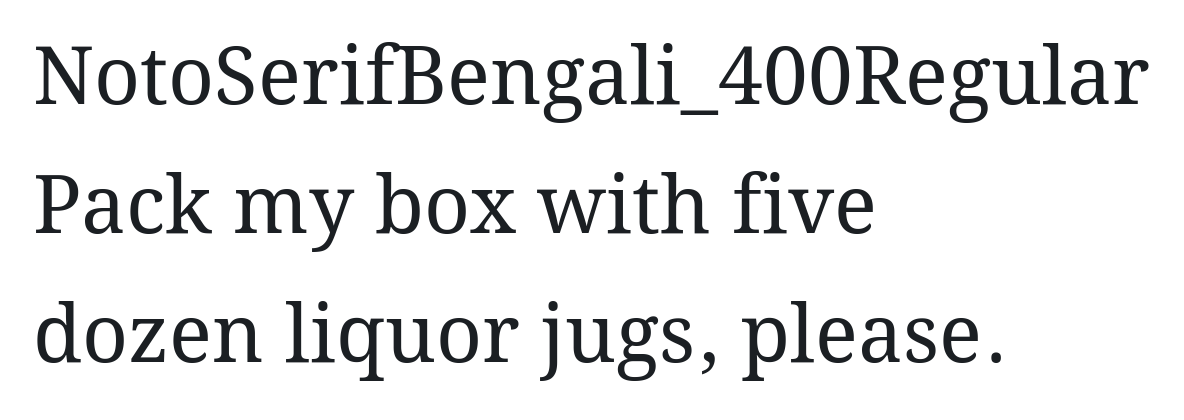 NotoSerifBengali_400Regular
Pack my box with five
dozen liquor jugs, please.